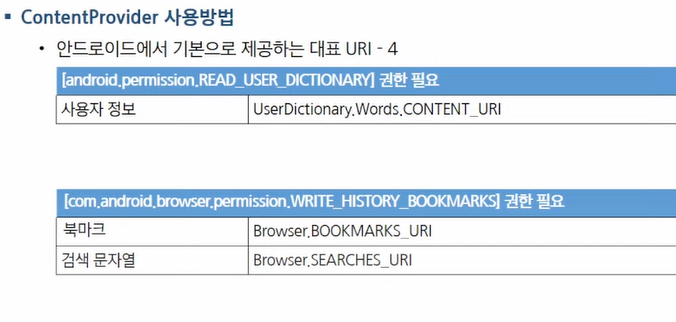 ▪ ContentProvider 사용방법
• 안드로이드에서 기본으로 제공하는 대표 URI - 4
[android.permission.READ_USER_DICTIONARY] 권한 필요
사용자 정보 UserDictionary.Words.CONTENT_URI
[com.android.browser.permission.WRITE_HISTORY_BOOKMARKS] 권한 필요
북마크 Browser.BOOKMARKS_URI
검색 문자열 Browser.SEARCHES_URI